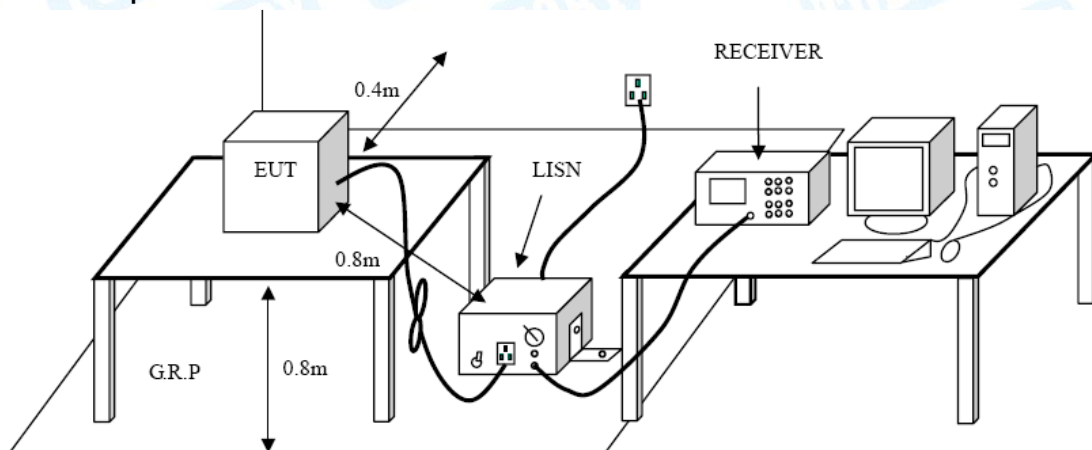 RECEIVER
0.4m
EUT
LISN
0.8m
G.R.P
0.8m